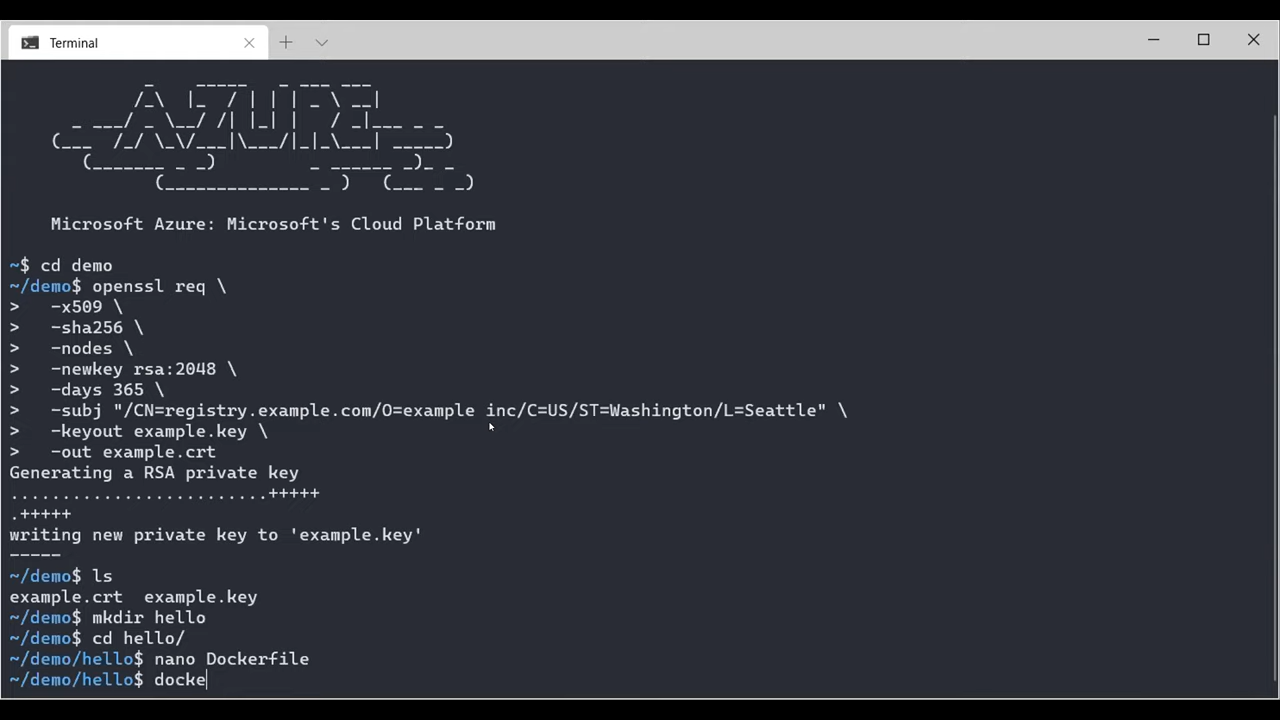 Terminal
AZURE
Microsoft Azure: Microsoft's Cloud Platform
~$ cd demo
~/demo$ openssl req \
>   -x509 \
>   -sha256 \
>   -nodes \
>   -newkey rsa:2048 \
>   -days 365 \
>   -subj "/CN=registry.example.com/O=example inc/C=US/ST=Washington/L=Seattle" \
>   -keyout example.key \
>   -out example.crt
Generating a RSA private key
.........................+++++
.+++++
writing new private key to 'example.key'
-----
~/demo$ ls
example.crt  example.key
~/demo$ mkdir hello
~/demo$ cd hello/
~/demo/hello$ nano Dockerfile
~/demo/hello$ docke